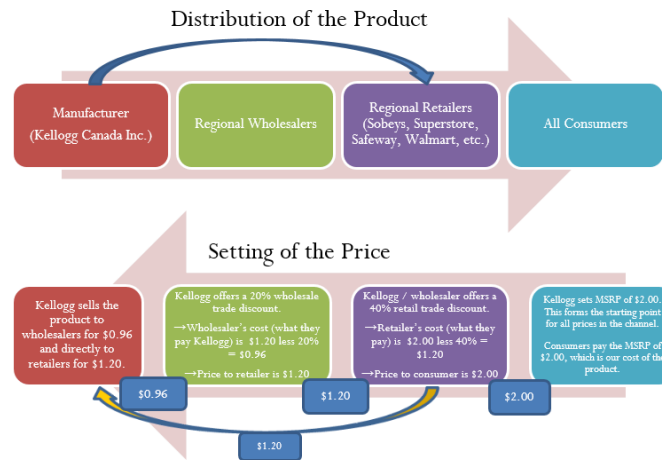 Distribution of the Product
Manufacturer
(Kellogg Canada Inc.)
Regional Wholesalers
Regional Retailers
(Sobeys, Superstore,
Safeway, Walmart, etc.)
All Consumers
Setting of the Price
Kellogg sells the
product to
wholesalers for $0.96
and directly to
retailers for $1.20.
Kellogg offers a 20% wholesale
trade discount.
→Wholesaler's cost (what they
pay Kellogg) is $1.20 less 20%
= $0.96
→Price to retailer is $1.20
Kellogg / wholesaler offers a
40% retail trade discount.
→Retailer's cost (what they
pay) is $2.00 less 40% =
$1.20
→Price to consumer is $2.00
Kellogg sets MSRP of $2.00.
This forms the starting point
for all prices in the channel.
Consumers pay the MSRP of
$2.00, which is our cost of the
product.
$0.96
$1.20
$2.00
$1.20